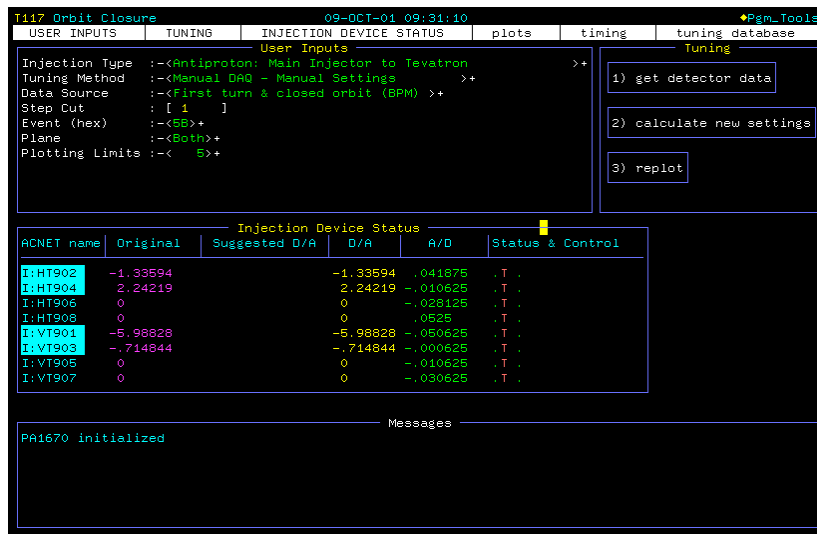 T117 Orbit Closure 09-OCT-01 09:31:10 ◆Pgm_Tools
USER INPUTS TUNING INJECTION DEVICE STATUS plots timing tuning database
User Inputs
Injection Type :-<Antiproton: Main Injector to Tevatron >+
Tuning Method :-<Manual DAQ - Manual Settings >+
Data Source :-<First turn & closed orbit (BPM) >+
Step Cut : [ 1 ]
Event (hex) :-<5B>+
Plane :-<Both>+
Plotting Limits :-< 5>+
Tuning
1) get detector data
2) calculate new settings
3) replot
Injection Device Status
ACNET name Original Suggested D/A D/A A/D Status & Control
I:HT902 -1.33594 -1.33594 .041875 .T .
I:HT904 2.24219 2.24219 -.010625 .T .
I:HT906 0 0 -.028125 .T .
I:HT908 0 0 .0525 .T .
I:VT901 -5.98828 -5.98828 -.050625 .T .
I:VT903 -.714844 -.714844 -.000625 .T .
I:VT905 0 0 -.010625 .T .
I:VT907 0 0 -.030625 .T .
Messages
PA1670 initialized